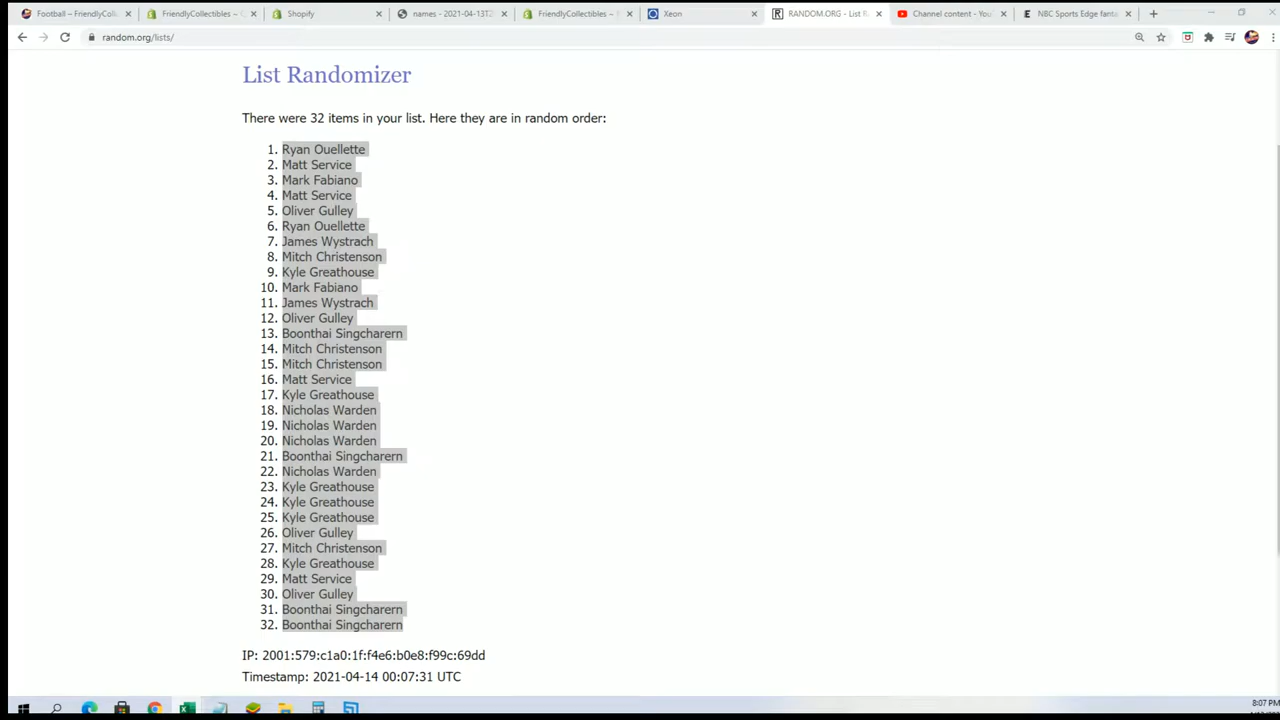 Football – FriendlyColl
FriendlyCollectibles ~
Shopify
names - 2021-04-13T2
FriendlyCollectibles ~
Xeon
RANDOM.ORG - List R
Channel content - You
NBC Sports Edge fanta
random.org/lists/
List Randomizer
There were 32 items in your list. Here they are in random order:
1. Ryan Ouellette
2. Matt Service
3. Mark Fabiano
4. Matt Service
5. Oliver Gulley
6. Ryan Ouellette
7. James Wystrach
8. Mitch Christenson
9. Kyle Greathouse
10. Mark Fabiano
11. James Wystrach
12. Oliver Gulley
13. Boonthai Singcharern
14. Mitch Christenson
15. Mitch Christenson
16. Matt Service
17. Kyle Greathouse
18. Nicholas Warden
19. Nicholas Warden
20. Nicholas Warden
21. Boonthai Singcharern
22. Nicholas Warden
23. Kyle Greathouse
24. Kyle Greathouse
25. Kyle Greathouse
26. Oliver Gulley
27. Mitch Christenson
28. Kyle Greathouse
29. Matt Service
30. Oliver Gulley
31. Boonthai Singcharern
32. Boonthai Singcharern
IP: 2001:579:c1a0:1f:f4e6:b0e8:f99c:69dd
Timestamp: 2021-04-14 00:07:31 UTC
8:07 PM